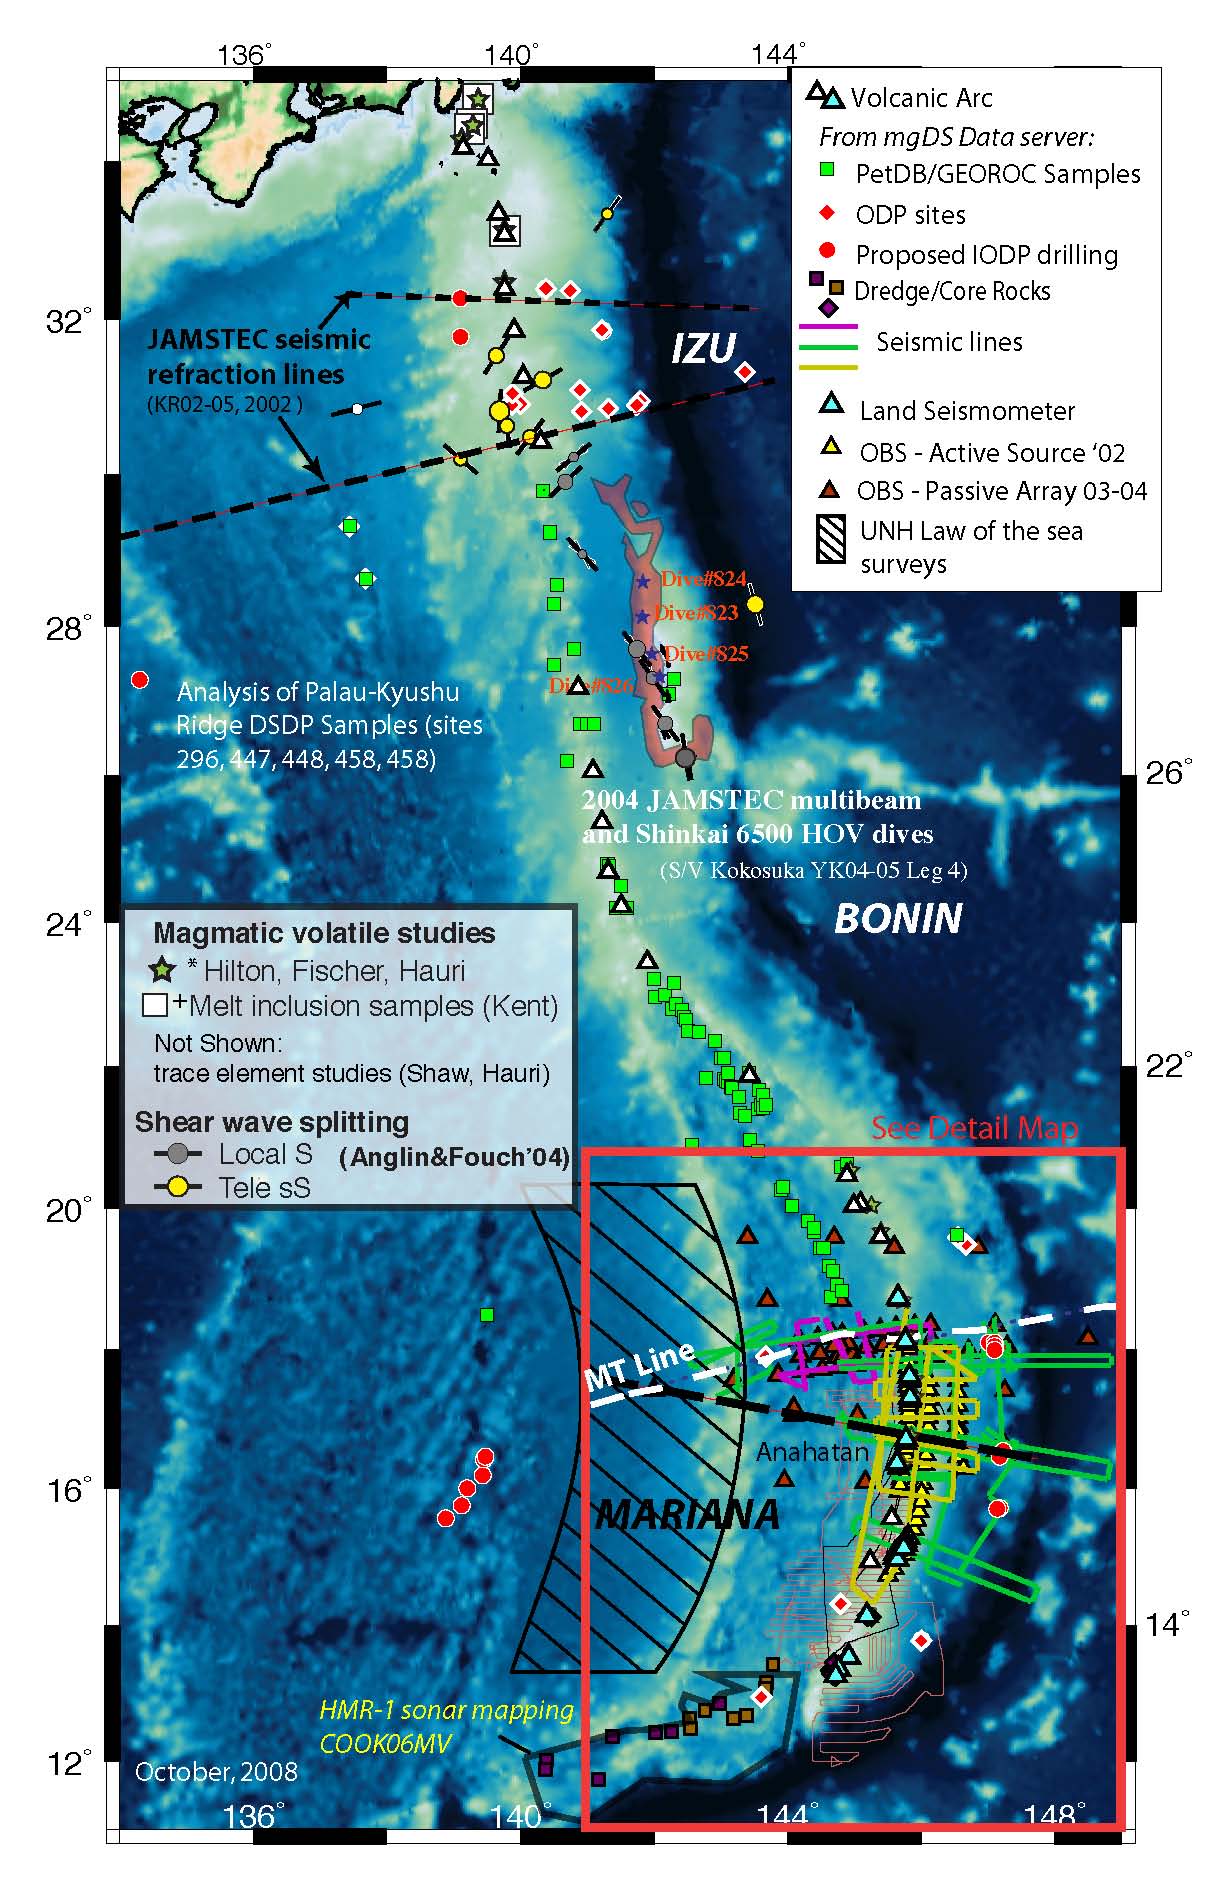 136°
140°
144°
Volcanic Arc
From mgDS Data server:
PetDB/GEOROC Samples
ODP sites
Proposed IODP drilling
Dredge/Core Rocks
Seismic lines
Land Seismometer
OBS - Active Source ‘02
OBS - Passive Array 03-04
UNH Law of the sea
surveys
32°
JAMSTEC seismic
refraction lines
(KR02-05, 2002 )
IZU
28°
Dive#824
Dive#823
Dive#825
Dive#826
Analysis of Palau-Kyushu
Ridge DSDP Samples (sites
296, 447, 448, 458, 458)
26°
2004 JAMSTEC multibeam
and Shinkai 6500 HOV dives
(S/V Kokosuka YK04-05 Leg 4)
BONIN
24°
Magmatic volatile studies
* Hilton, Fischer, Hauri
+Melt inclusion samples (Kent)
Not Shown:
trace element studies (Shaw, Hauri)
Shear wave splitting
Local S (Anglin&Fouch’04)
Tele sS
22°
See Detail Map
20°
MT Line
Anahatan
16°
MARIANA
14°
HMR-1 sonar mapping
COOK06MV
12°
October, 2008
136°
140°
144°
148°